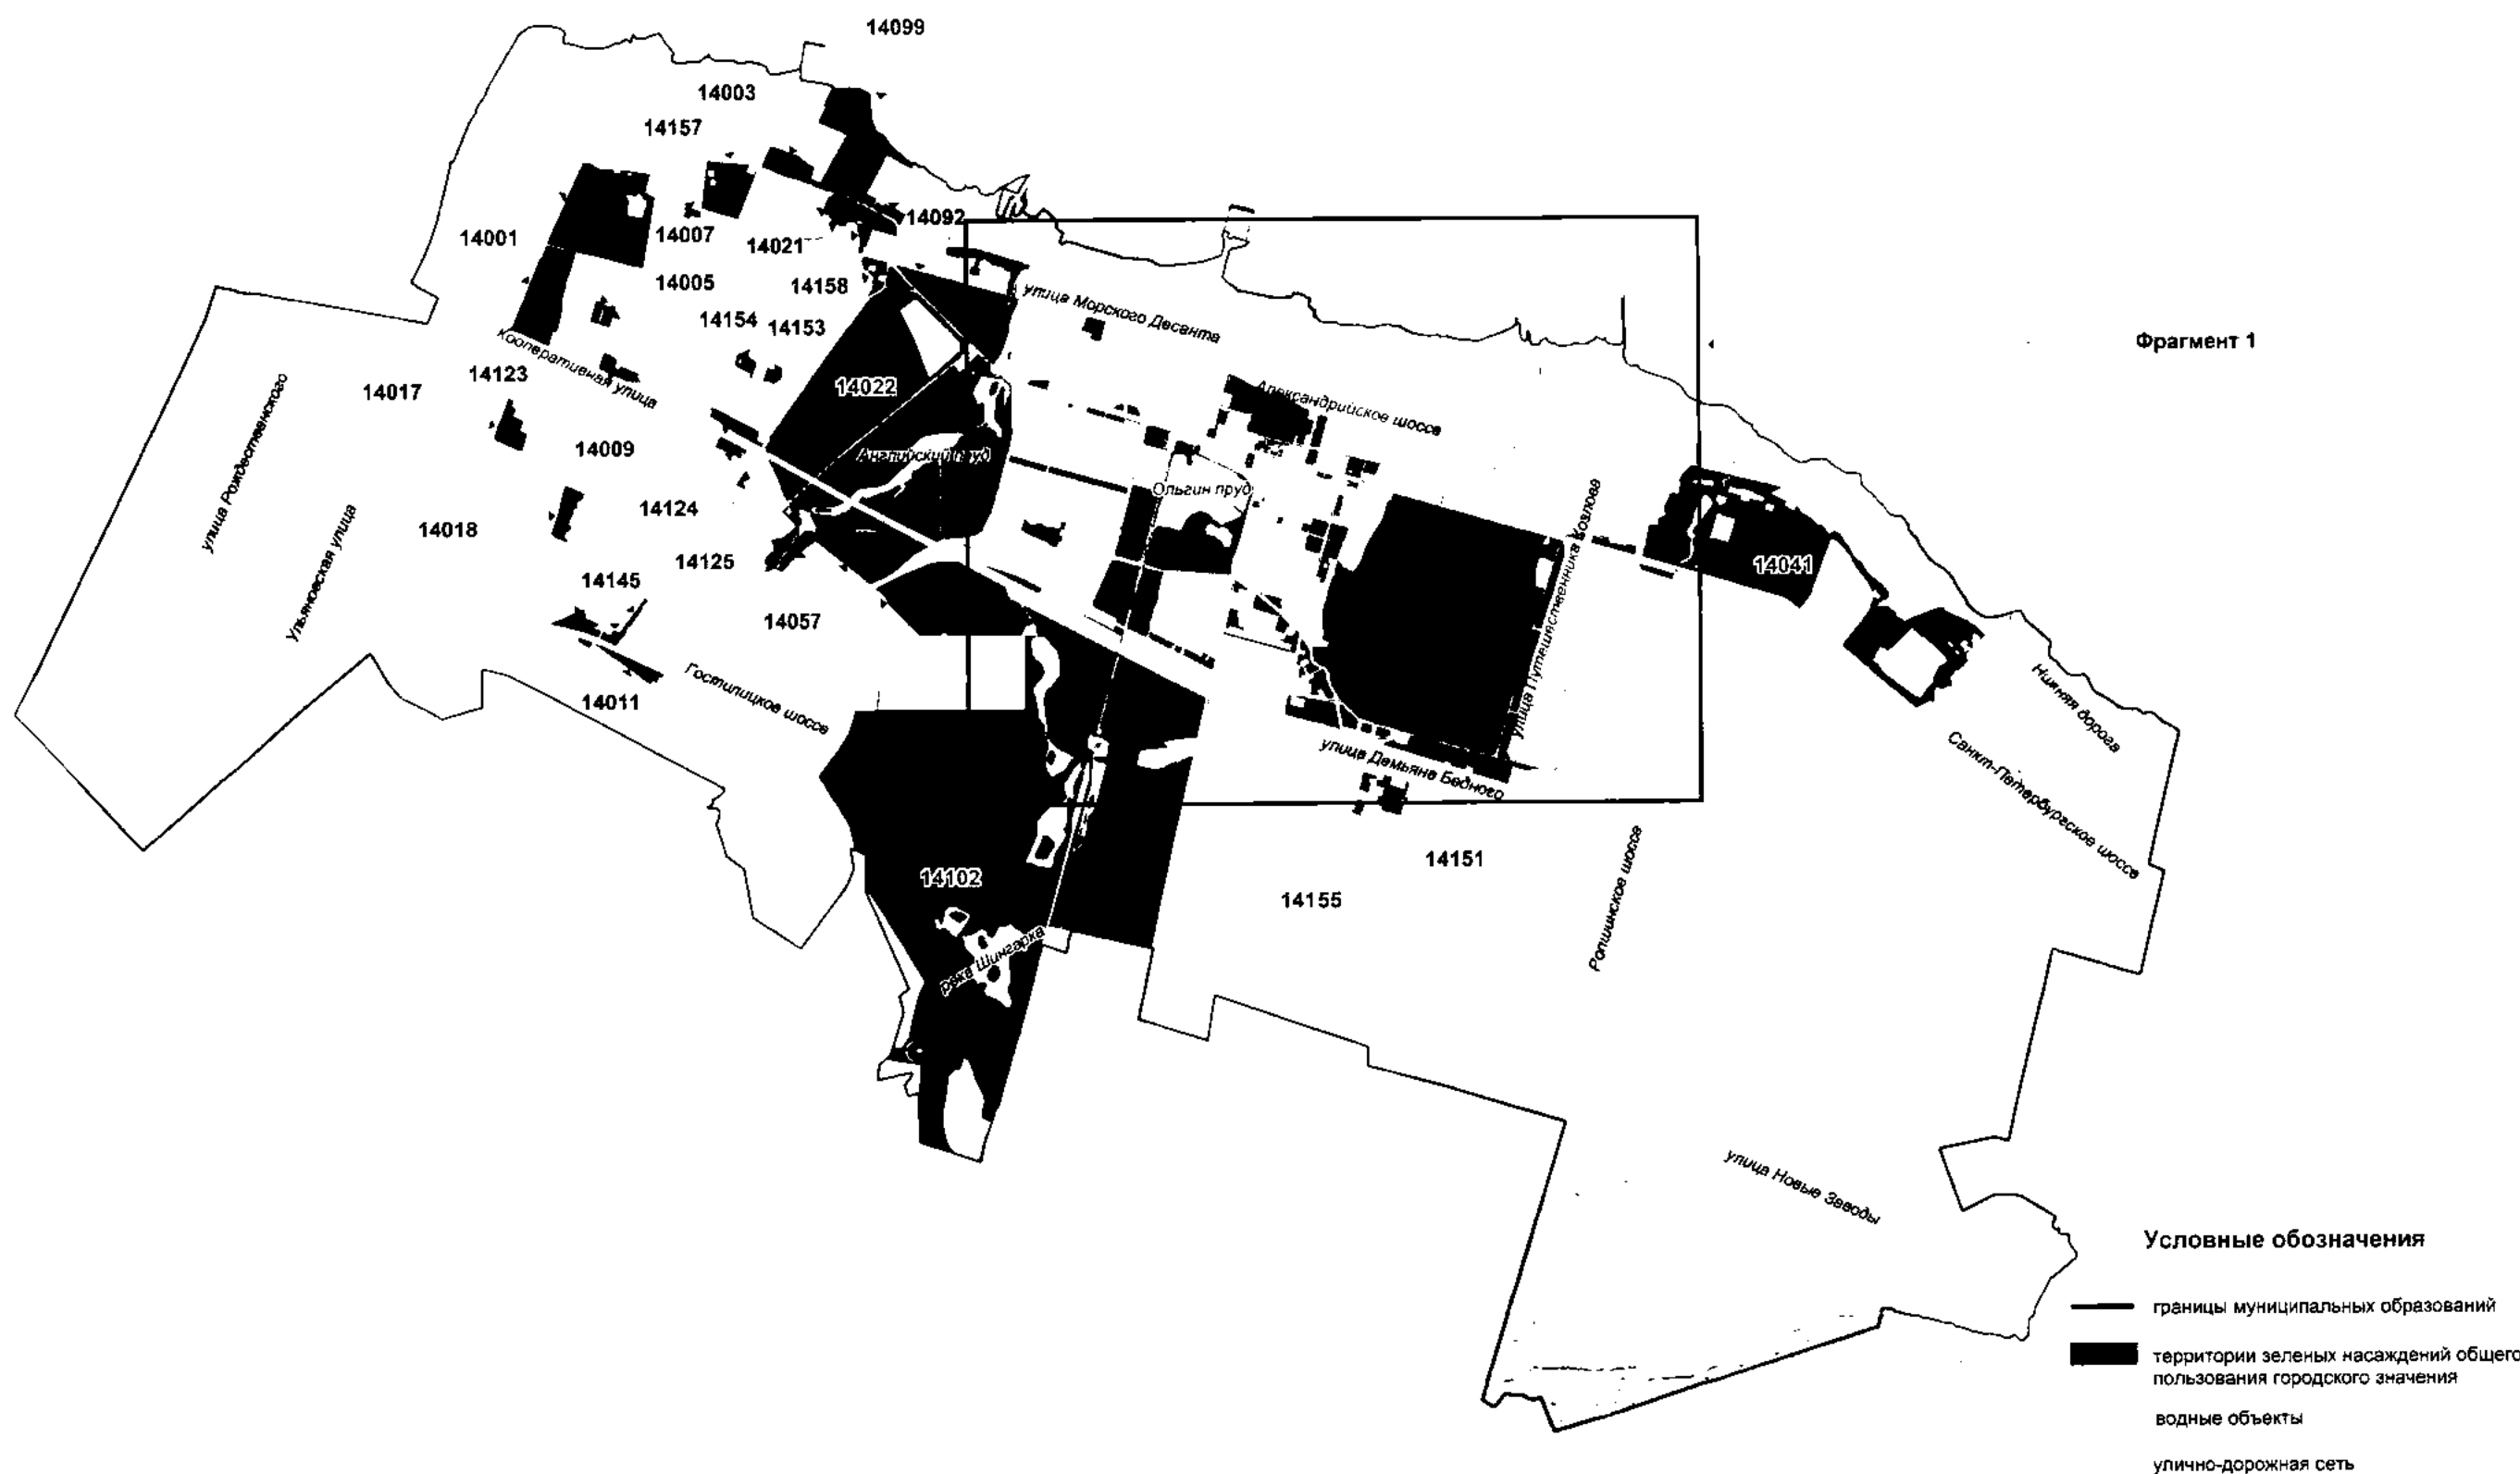 14099
14003
14157
14092
14001
14007
14021
14005
14158
улица Морского Десанта
14154
14153
Кооперативная улица
Фрагмент 1
14123
14017
14022
Александрийское шоссе
улица Рождественского
14009
Английский пруд
Ольгин пруд
14124
14018
Ульяновская улица
14125
14041
улица Путешественника Козлова
14145
14057
14011
Гостилицкое шоссе
Нижняя дорога
Санкт-Петербургское шоссе
улица Демьяна Бедного
14102
14151
14155
Ропшинское шоссе
река Шингарка
улица Новые Заводы
Условные обозначения
границы муниципальных образований
территории зеленых насаждений общего
пользования городского значения
водные объекты
улично-дорожная сеть